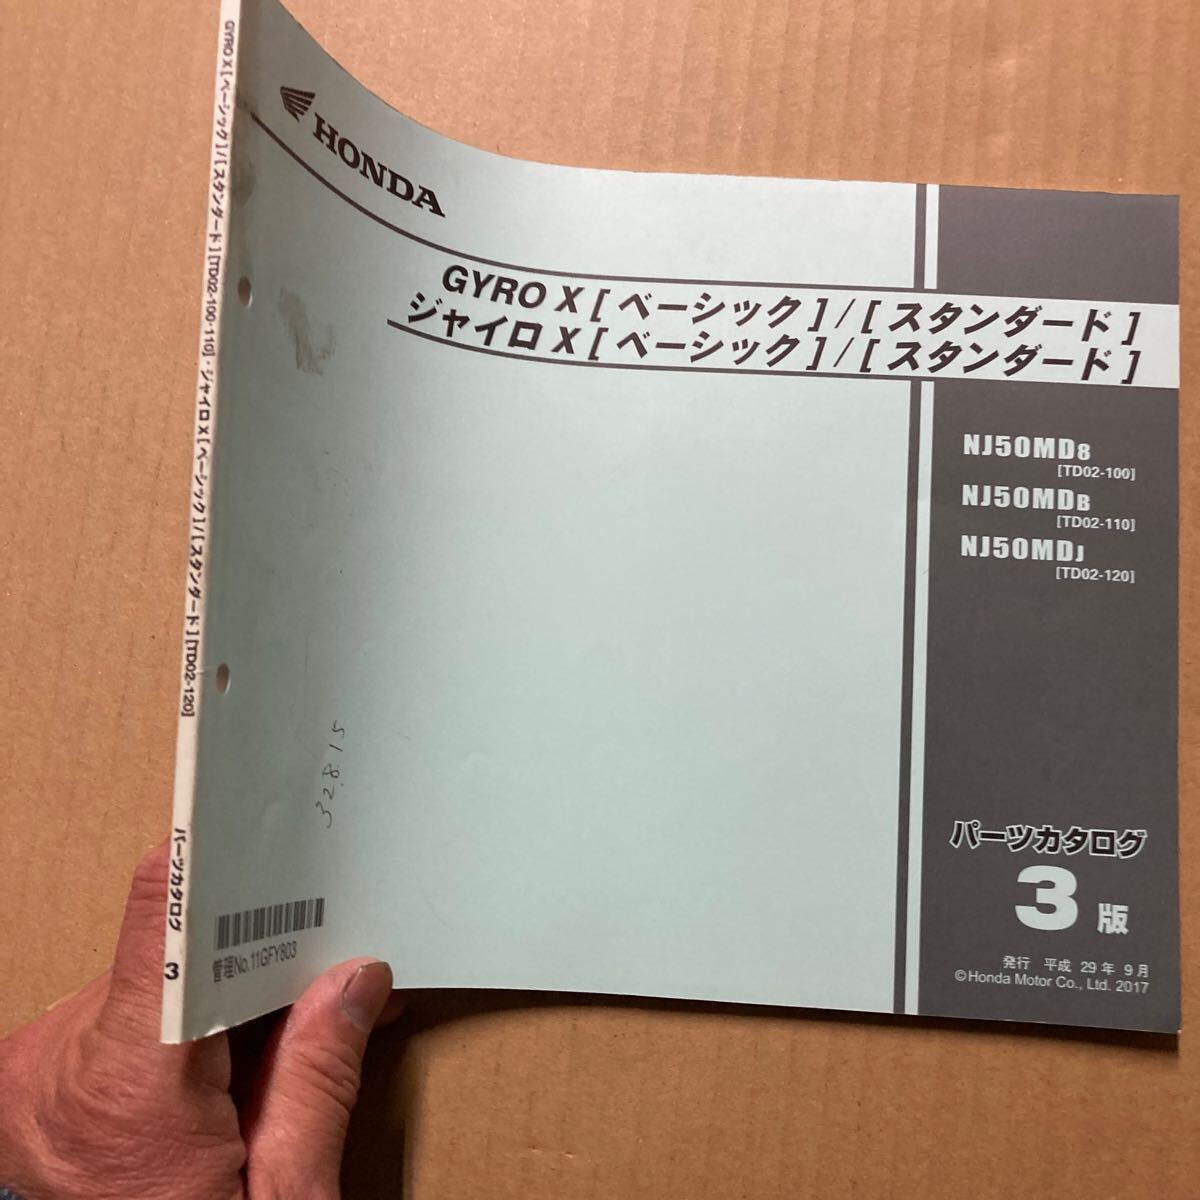 HONDA
GYRO X [ ベーシック ] / [ スタンダード ]
ジャイロ X [ ベーシック ] / [ スタンダード ]
NJ50MD8
[TD02-100]
NJ50MDB
[TD02-110]
NJ50MDJ
[TD02-120]
パーツカタログ
3 版
発行 平成 29 年 9 月
©Honda Motor Co., Ltd. 2017
32.8.15
管理No.11GFY803
GYRO X [ ベーシック ] / [ スタンダード ] [TD02-100・110]・ジャイロ X [ ベーシック ] / [ スタンダード ] [TD02-120] パーツカタログ 3